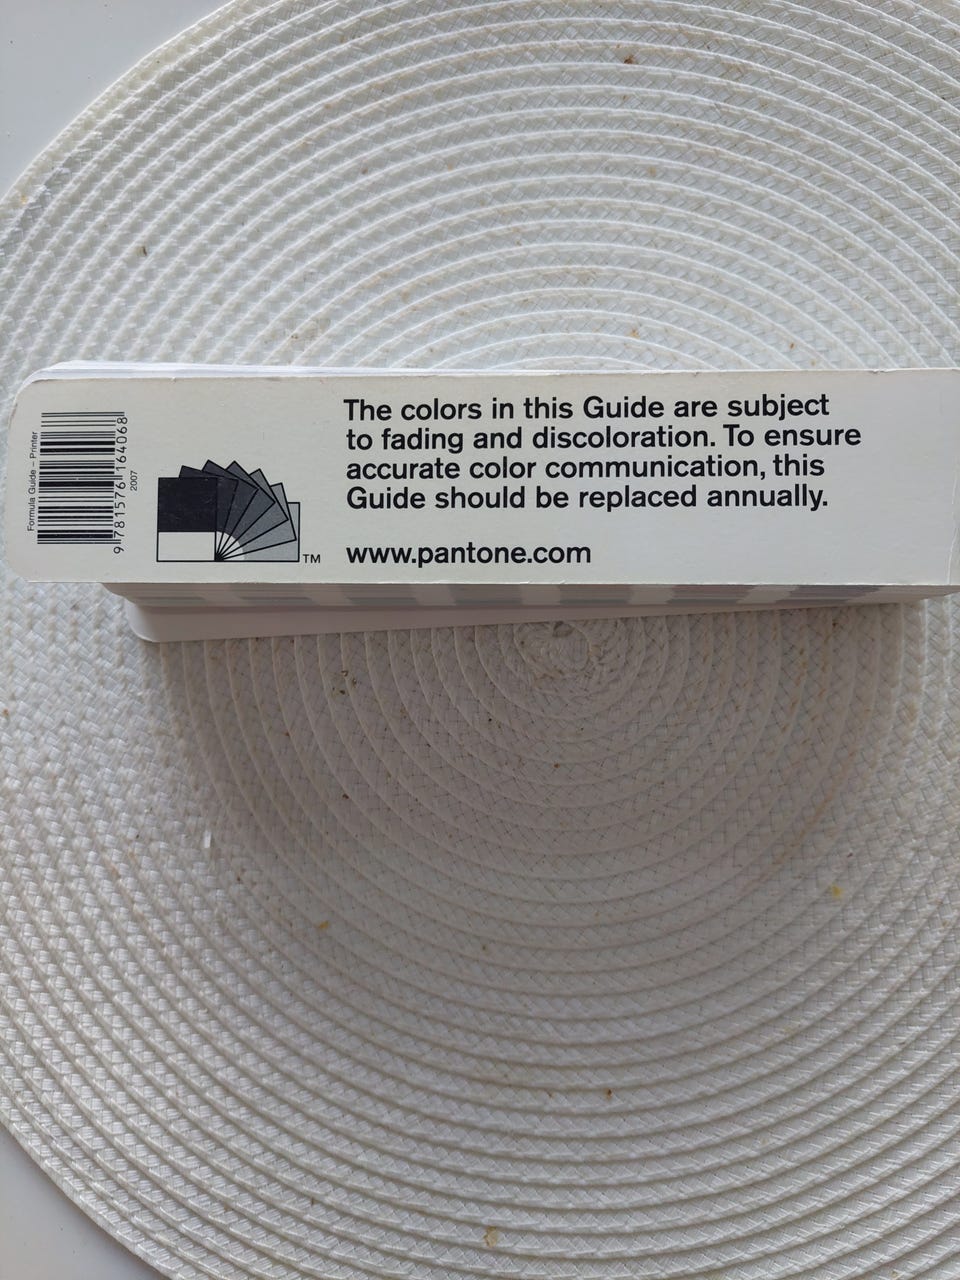 Formula Guide – Printer
9 781576 164068
2007
TM
The colors in this Guide are subject
to fading and discoloration. To ensure
accurate color communication, this
Guide should be replaced annually.
www.pantone.com